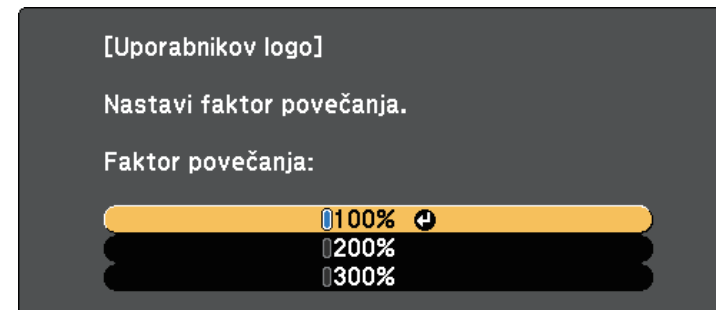 [Uporabnikov logo]
Nastavi faktor povečanja.
Faktor povečanja:
100%
200%
300%